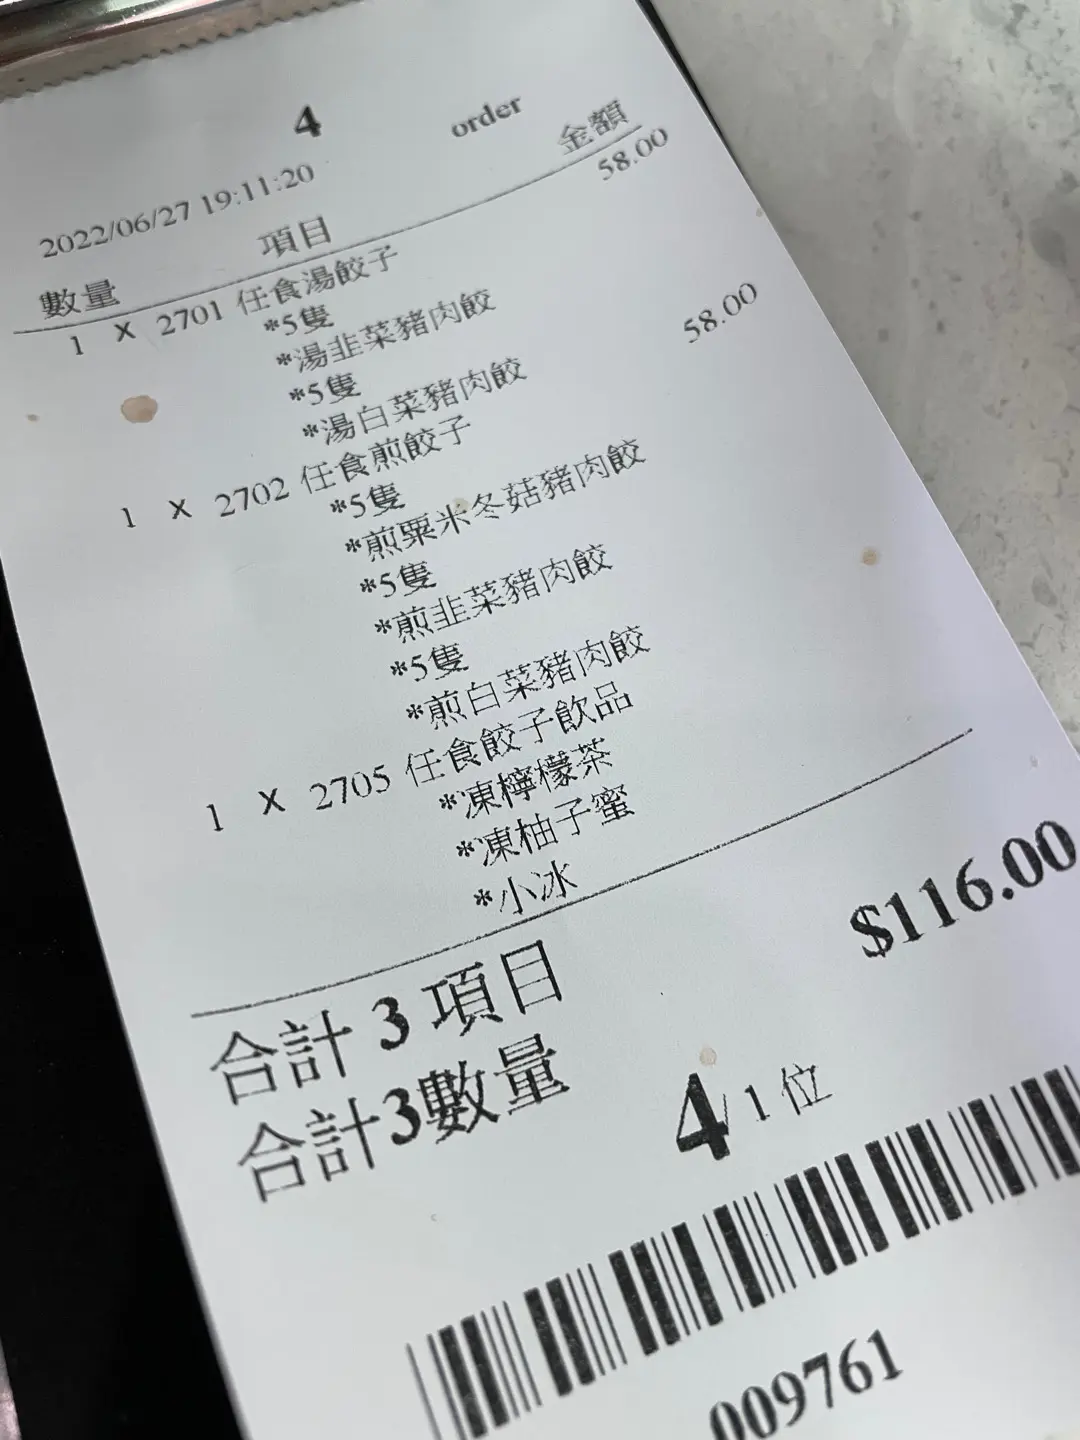 4 order
2022/06/27 19:11:20
數量 項目 金額
1 X 2701 任食湯餃子 58.00
*5隻
*湯韭菜豬肉餃
*5隻
*湯白菜豬肉餃
1 X 2702 任食煎餃子 58.00
*5隻
*煎粟米冬菇豬肉餃
*5隻
*煎韭菜豬肉餃
*5隻
*煎白菜豬肉餃
1 X 2705 任食餃子飲品
*凍檸檬茶
*凍柚子蜜
*小冰
合計 3 項目 $116.00
合計3數量
4/1 位
009761